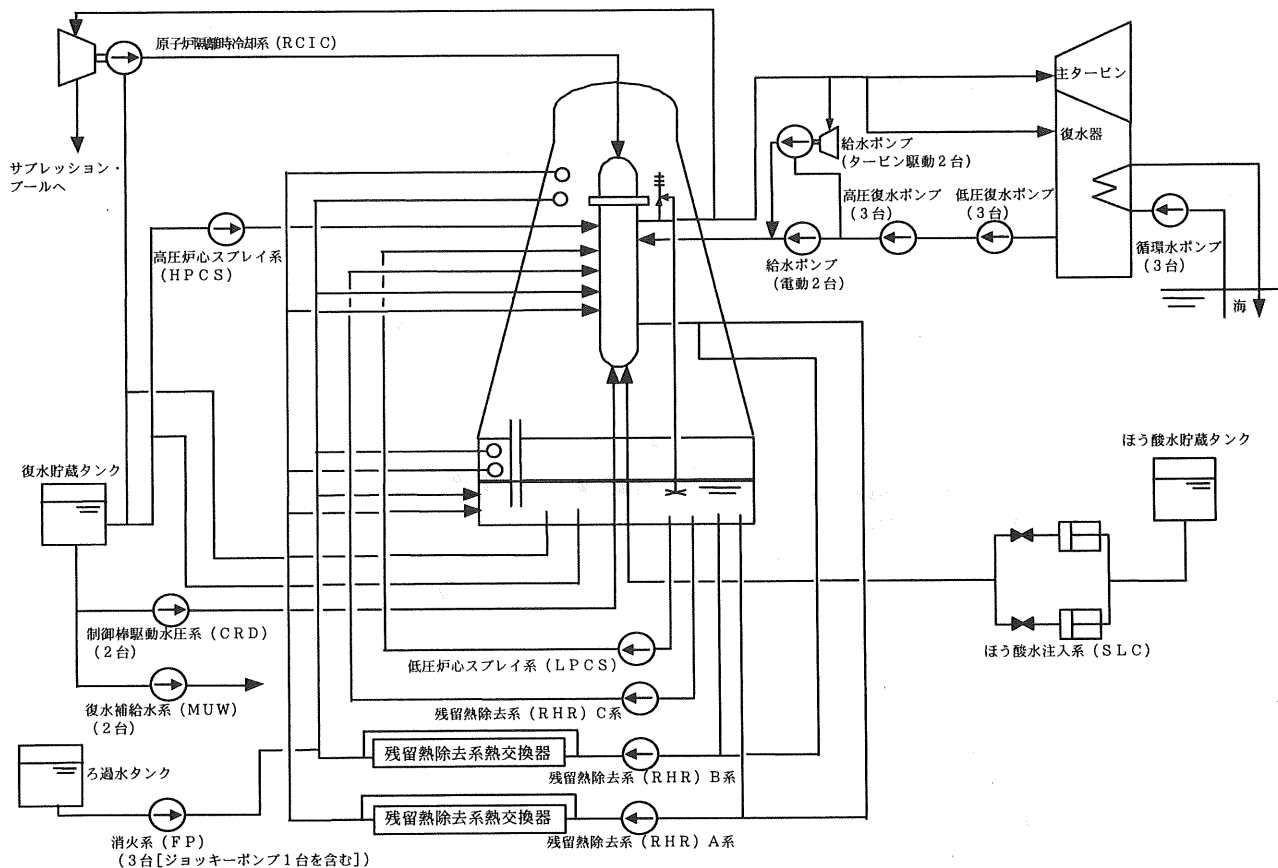 原子炉隔離時冷却系 (RCIC)
サプレッション・
プールへ
高圧炉心スプレイ系
(HPCS)
主タービン
復水器
給水ポンプ
(タービン駆動2台)
高圧復水ポンプ
(3台)
低圧復水ポンプ
(3台)
給水ポンプ
(電動2台)
循環水ポンプ
(3台)
海
復水貯蔵タンク
ほう酸水貯蔵タンク
制御棒駆動水圧系 (CRD)
(2台)
低圧炉心スプレイ系 (LPCS)
ほう酸水注入系 (SLC)
復水補給水系 (MUW)
(2台)
残留熱除去系 (RHR) C系
残留熱除去系熱交換器
残留熱除去系 (RHR) B系
ろ過水タンク
残留熱除去系熱交換器
残留熱除去系 (RHR) A系
消火系 (FP)
(3台[ジョッキーポンプ1台を含む])